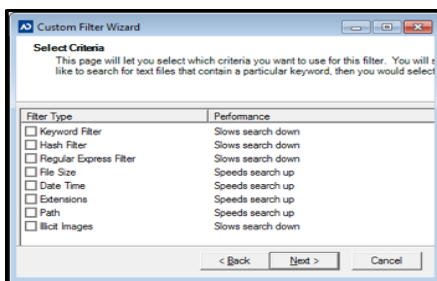 Custom Filter Wizard
Select Criteria
This page will let you select which criteria you want to use for this filter. You will s
like to search for text files that contain a particular keyword, then you would select
Filter Type Performance
Keyword Filter Slows search down
Hash Filter Slows search down
Regular Express Filter Slows search down
File Size Speeds search up
Date Time Speeds search up
Extensions Speeds search up
Path Speeds search up
Illicit Images Slows search down
< Back Next > Cancel